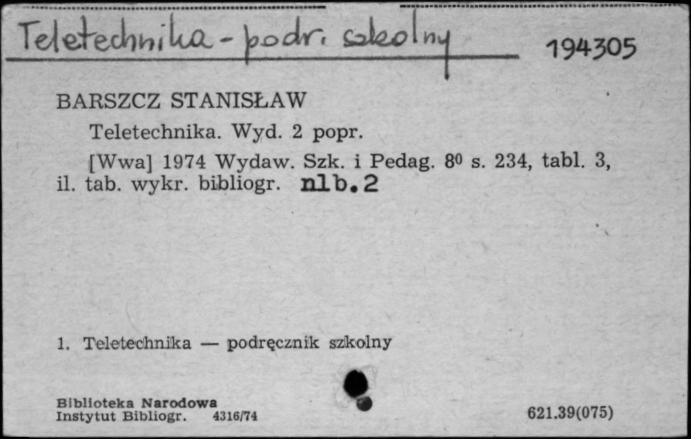 Teletechnika - podr. szkolny
194305
BARSZCZ STANISŁAW
Teletechnika. Wyd. 2 popr.
[Wwa] 1974 Wydaw. Szk. i Pedag. 8⁰ s. 234, tabl. 3,
il. tab. wykr. bibliogr. nlb.2
1. Teletechnika — podręcznik szkolny
Biblioteka Narodowa
Instytut Bibliogr. 4316/74
621.39(075)